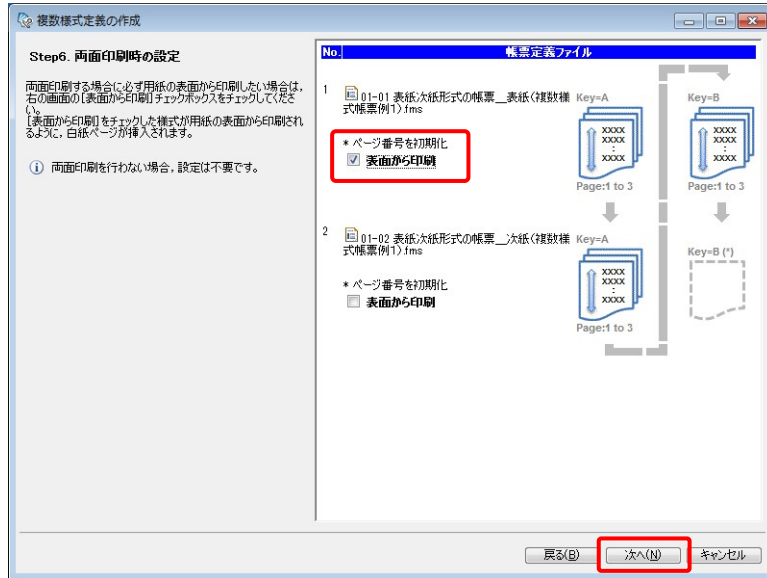 複数様式定義の作成
Step6. 両面印刷時の設定
両面印刷する場合に必ず用紙の表面から印刷したい場合は,
右の画面の[表面から印刷]チェックボックスをチェックしてくださ
い。
[表面から印刷]をチェックした様式が用紙の表面から印刷され
るように,白紙ページが挿入されます。
両面印刷を行わない場合,設定は不要です。
No. 帳票定義ファイル
1 01-01 表紙次紙形式の帳票__表紙(複数様
式帳票例1).fms
* ページ番号を初期化
表面から印刷
Key=A
xxxx
xxxx
:
xxxx
Page:1 to 3
Key=B
xxxx
xxxx
:
xxxx
Page:1 to 3
2 01-02 表紙次紙形式の帳票__次紙(複数様
式帳票例1).fms
* ページ番号を初期化
表面から印刷
Key=A
xxxx
xxxx
:
xxxx
Page:1 to 3
Key=B (*)
戻る(B) 次へ(N) キャンセル